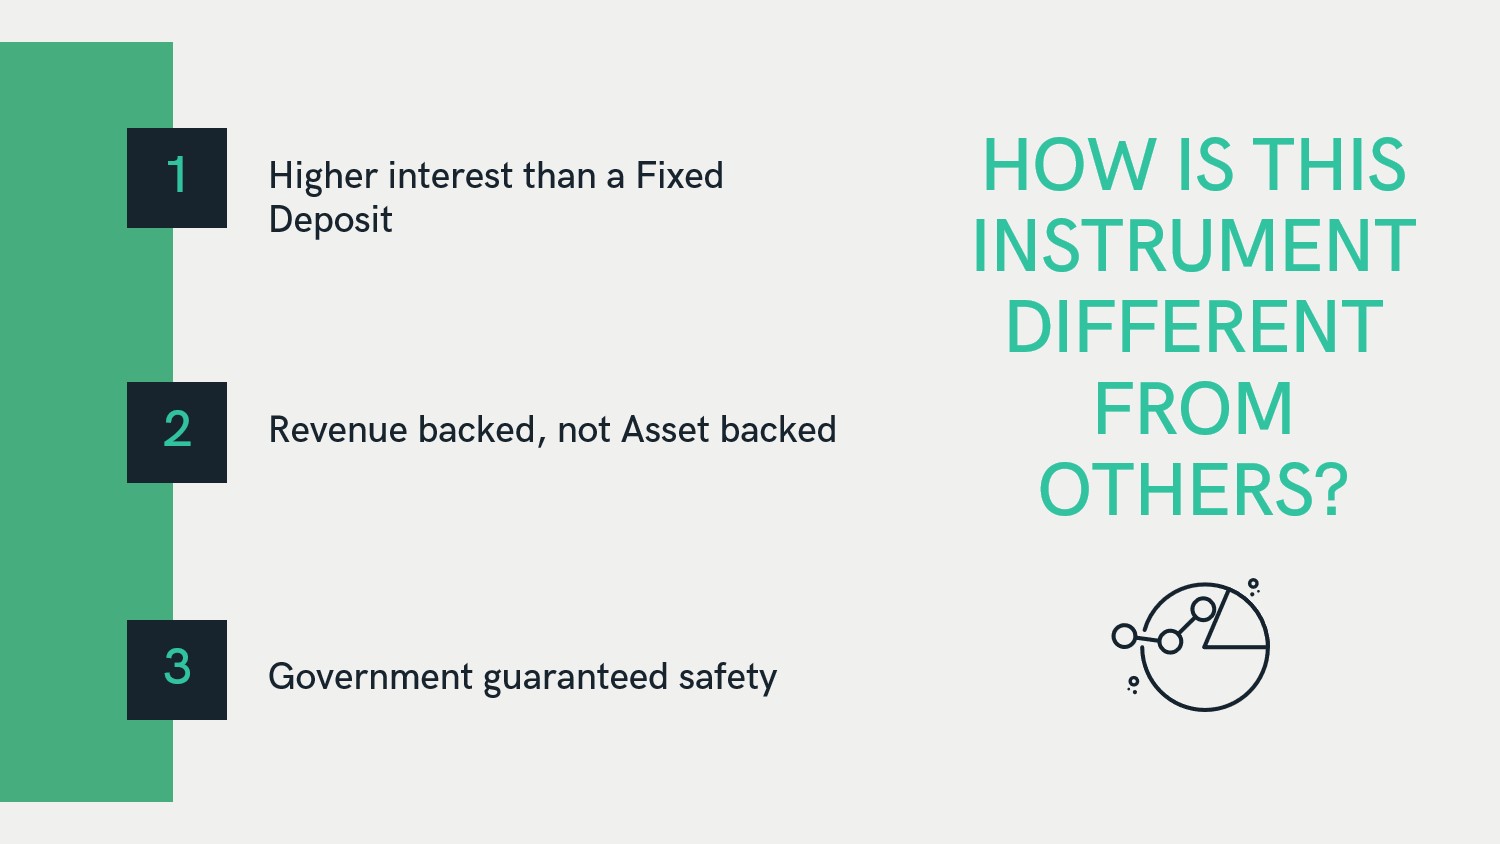 1
Higher interest than a Fixed
Deposit
2
Revenue backed, not Asset backed
3
Government guaranteed safety
HOW IS THIS
INSTRUMENT
DIFFERENT
FROM
OTHERS?